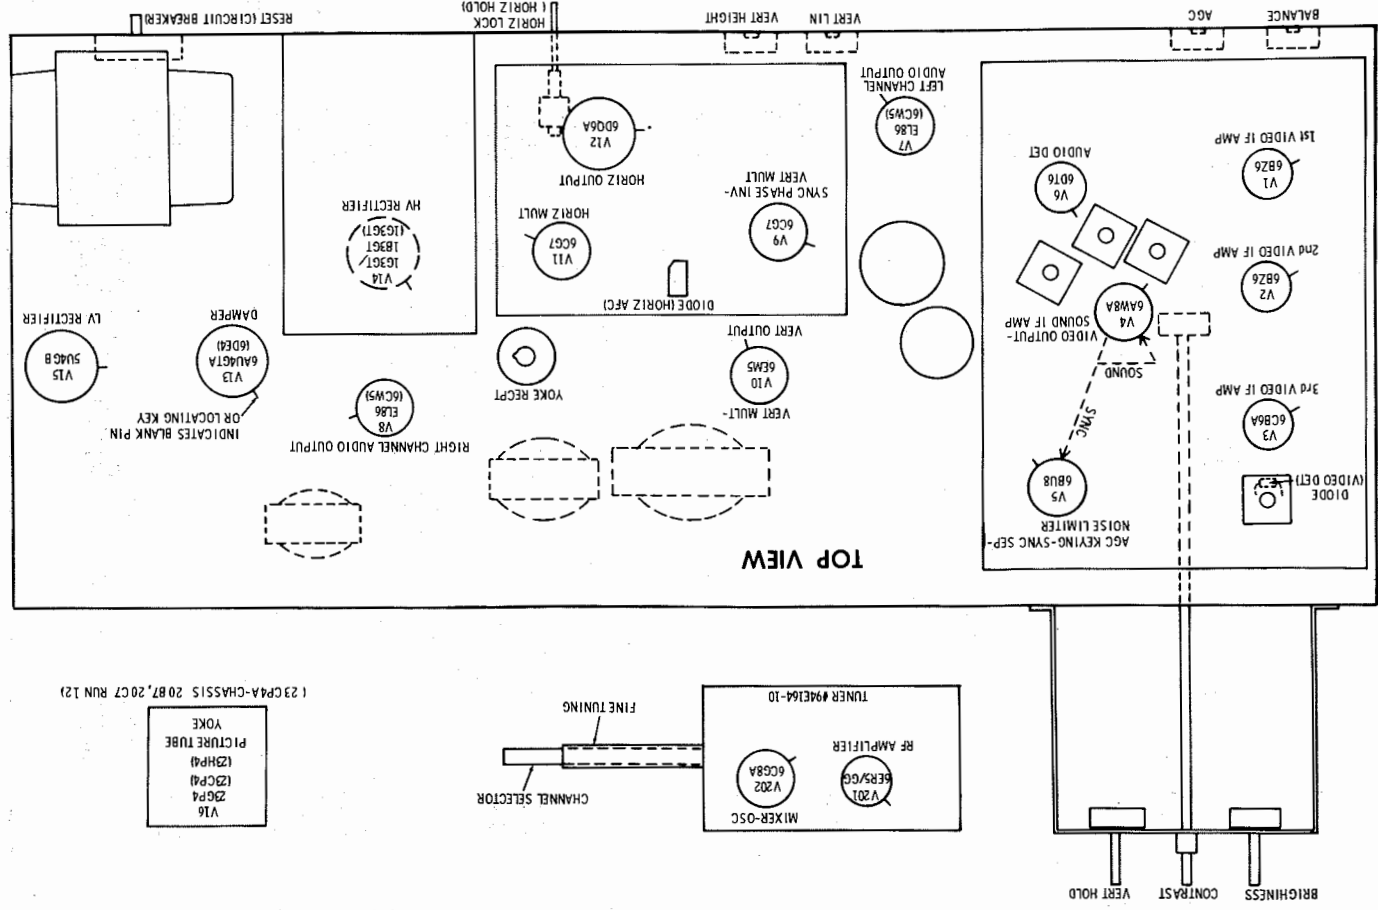 BRIGHTNESS
CONTRAST
VERT HOLD
MIXER-OSC
V201
6ER5/GG
RF AMPLIFIER
V202
6CG8A
TUNER #94E164-10
CHANNEL SELECTOR
FINE TUNING
V16
23GP4
(23CP4)
(23HP4)
PICTURE TUBE
YOKE
(23CP4A-CHASSIS 20B7,20C7 RUN 12)
TOP VIEW
AGC KEYING-SYNC SEP-
NOISE LIMITER
V5
6BU8
DIODE
(VIDEO DET)
V3
6CB6A
3rd VIDEO IF AMP
SYNC
SOUND
VIDEO OUTPUT-
SOUND IF AMP
V4
6AW8A
V2
6BZ6
2nd VIDEO IF AMP
V6
6DT6
AUDIO DET
V1
6BZ6
1st VIDEO IF AMP
VERT MULT-
V10
6EM5
VERT OUTPUT
YOKE RECPT
RIGHT CHANNEL AUDIO OUTPUT
V8
EL86
(6CW5)
INDICATES BLANK PIN
OR LOCATING KEY
V13
6AU4GTA
(6DE4)
DAMPER
V15
5U4GB
LV RECTIFIER
DIODE (HORIZ AFC)
V9
6CG7
SYNC PHASE INV-
VERT MULT
V11
6CG7
HORIZ MULT
HORIZ OUTPUT
V12
6DQ6A
V14
1G3GT
1B3GT
(1G3GT)
HV RECTIFIER
V7
EL86
(6CW5)
LEFT CHANNEL
AUDIO OUTPUT
BALANCE
AGC
VERT LIN
VERT HEIGHT
HORIZ LOCK
( HORIZ HOLD)
RESET(CIRCUIT BREAKER)